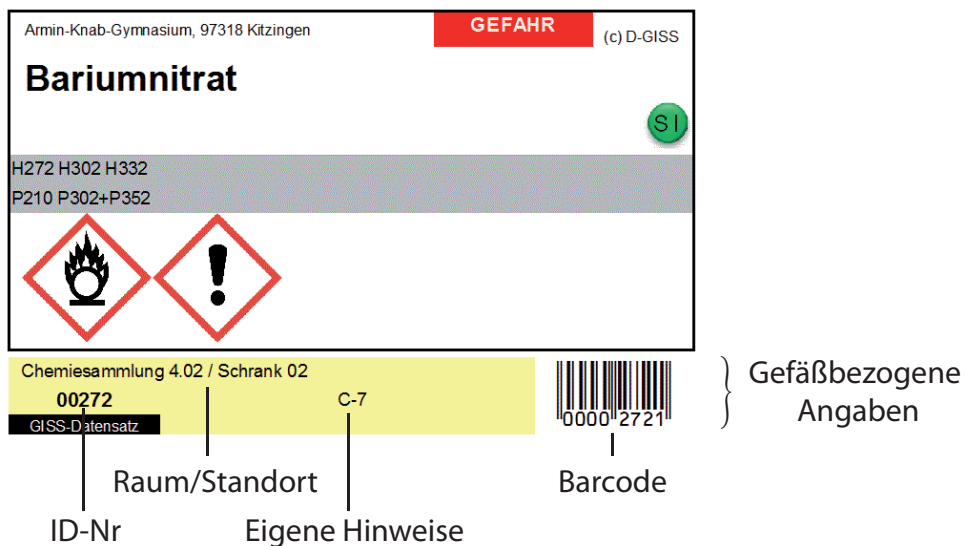 Armin-Knab-Gymnasium, 97318 Kitzingen
GEFAHR
(c) D-GISS
Bariumnitrat
SI
H272 H302 H332
P210 P302+P352
Chemiesammlung 4.02 / Schrank 02
00272
C-7
GISS-Datensatz
0000 2721
Gefäßbezogene
Angaben
Raum/Standort
Barcode
ID-Nr
Eigene Hinweise